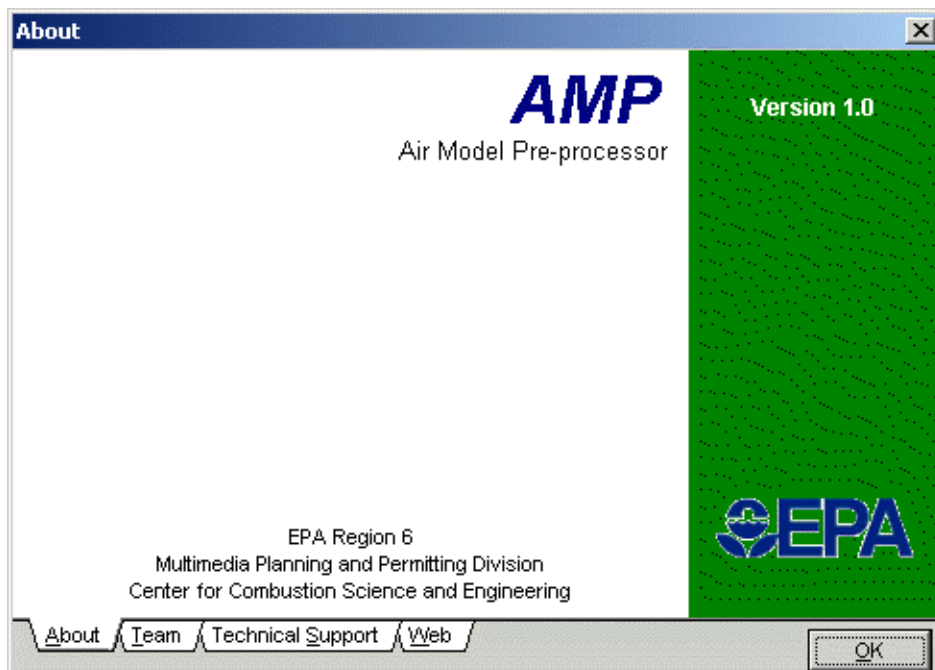 About
AMP
Air Model Pre-processor
Version 1.0
EPA
EPA Region 6
Multimedia Planning and Permitting Division
Center for Combustion Science and Engineering
About Team Technical Support Web
OK